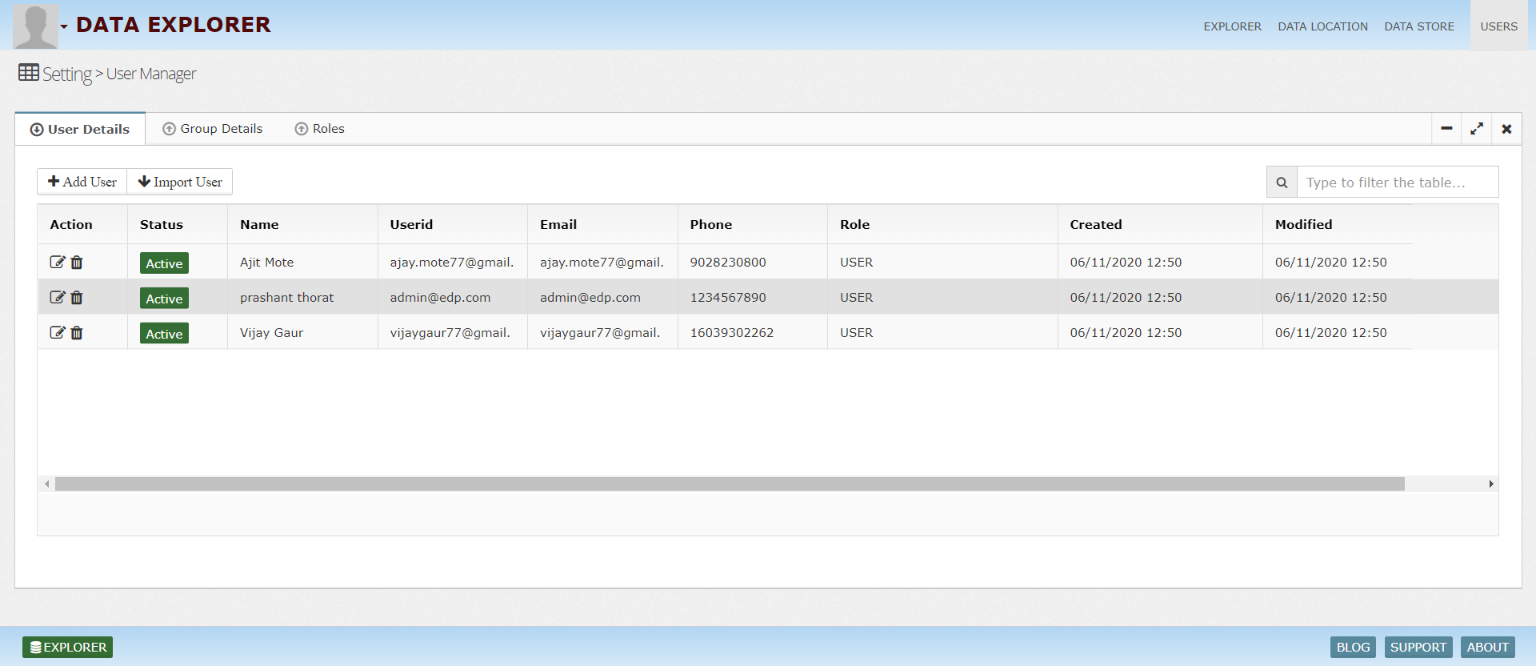 DATA EXPLORER
EXPLORER DATA LOCATION DATA STORE USERS
Setting > User Manager
User Details Group Details Roles
Add User Import User Type to filter the table...
Action Status Name Userid Email Phone Role Created Modified
Active Ajit Mote ajay.mote77@gmail. ajay.mote77@gmail. 9028230800 USER 06/11/2020 12:50 06/11/2020 12:50
Active prashant thorat admin@edp.com admin@edp.com 1234567890 USER 06/11/2020 12:50 06/11/2020 12:50
Active Vijay Gaur vijaygaur77@gmail. vijaygaur77@gmail. 16039302262 USER 06/11/2020 12:50 06/11/2020 12:50
EXPLORER BLOG SUPPORT ABOUT